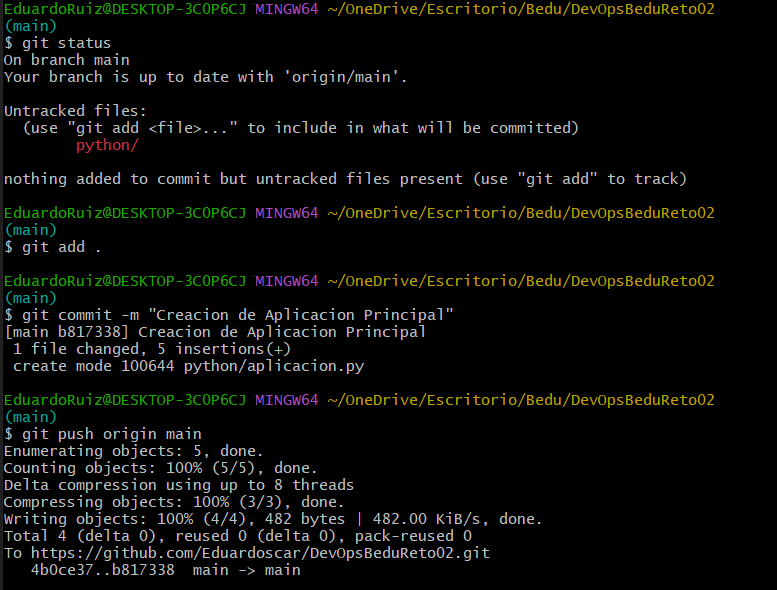 EduardoRuiz@DESKTOP-3C0P6CJ MINGW64 ~/OneDrive/Escritorio/Bedu/DevOpsBeduReto02
(main)
$ git status
On branch main
Your branch is up to date with 'origin/main'.
Untracked files:
(use "git add <file>..." to include in what will be committed)
python/
nothing added to commit but untracked files present (use "git add" to track)
EduardoRuiz@DESKTOP-3C0P6CJ MINGW64 ~/OneDrive/Escritorio/Bedu/DevOpsBeduReto02
(main)
$ git add .
EduardoRuiz@DESKTOP-3C0P6CJ MINGW64 ~/OneDrive/Escritorio/Bedu/DevOpsBeduReto02
(main)
$ git commit -m "Creacion de Aplicacion Principal"
[main b817338] Creacion de Aplicacion Principal
1 file changed, 5 insertions(+)
create mode 100644 python/aplicacion.py
EduardoRuiz@DESKTOP-3C0P6CJ MINGW64 ~/OneDrive/Escritorio/Bedu/DevOpsBeduReto02
(main)
$ git push origin main
Enumerating objects: 5, done.
Counting objects: 100% (5/5), done.
Delta compression using up to 8 threads
Compressing objects: 100% (3/3), done.
Writing objects: 100% (4/4), 482 bytes | 482.00 KiB/s, done.
Total 4 (delta 0), reused 0 (delta 0), pack-reused 0
To https://github.com/Eduardoscar/DevOpsBeduReto02.git
4b0ce37..b817338  main -> main